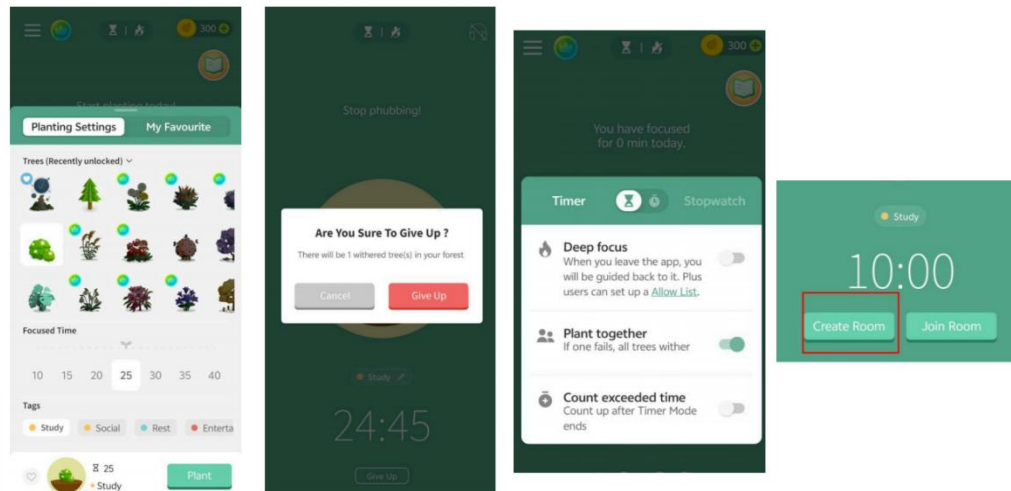 300
Start planting today!
Planting Settings
My Favourite
Trees (Recently unlocked)
Focused Time
10 15 20 25 30 35 40
Tags
Study
Social
Rest
Enterta
25
Study
Plant
Stop phubbing!
Are You Sure To Give Up ?
There will be 1 withered tree(s) in your forest
Cancel
Give Up
Study
24:45
Give Up
300
You have focused
for 0 min today.
Timer
Stopwatch
Deep focus
When you leave the app, you
will be guided back to it. Plus
users can set up a Allow List.
Plant together
If one fails, all trees wither
Count exceeded time
Count up after Timer Mode
ends
Study
10:00
Create Room
Join Room